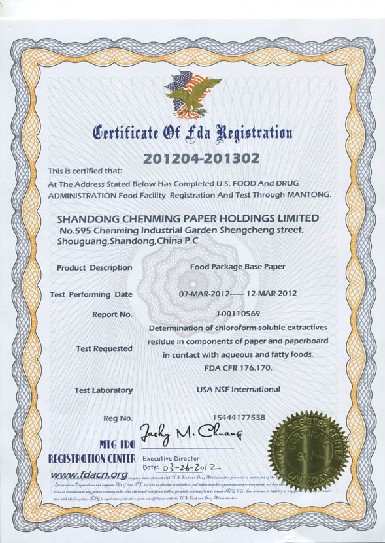 Certificate Of Fda Registration
201204-201302
This is certified that:
At The Address Stated Below Has Completed U.S. FOOD And DRUG
ADMINISTRATION Food Facility Registration And Test Through MANTONG.
SHANDONG CHENMING PAPER HOLDINGS LIMITED
No.595 Chenming Industrial Garden Shengcheng street,
Shouguang,Shandong,China P.C
Product Description Food Package Base Paper
Test Performing Date 07-MAR-2012----- 12-MAR 2012
Report No. J-00110569
Determination of chloroform-soluble extractives
Test Requested residue in components of paper and paperboard
in contact with aqueous and fatty foods.
FDA CFR 176.170.
Test Laboratory USA NSF International
Reg No. 15444177538
MTG FDA
REGISTRATION CENTER Executive Director
Date: 03-26-2012
www.fdacn.org